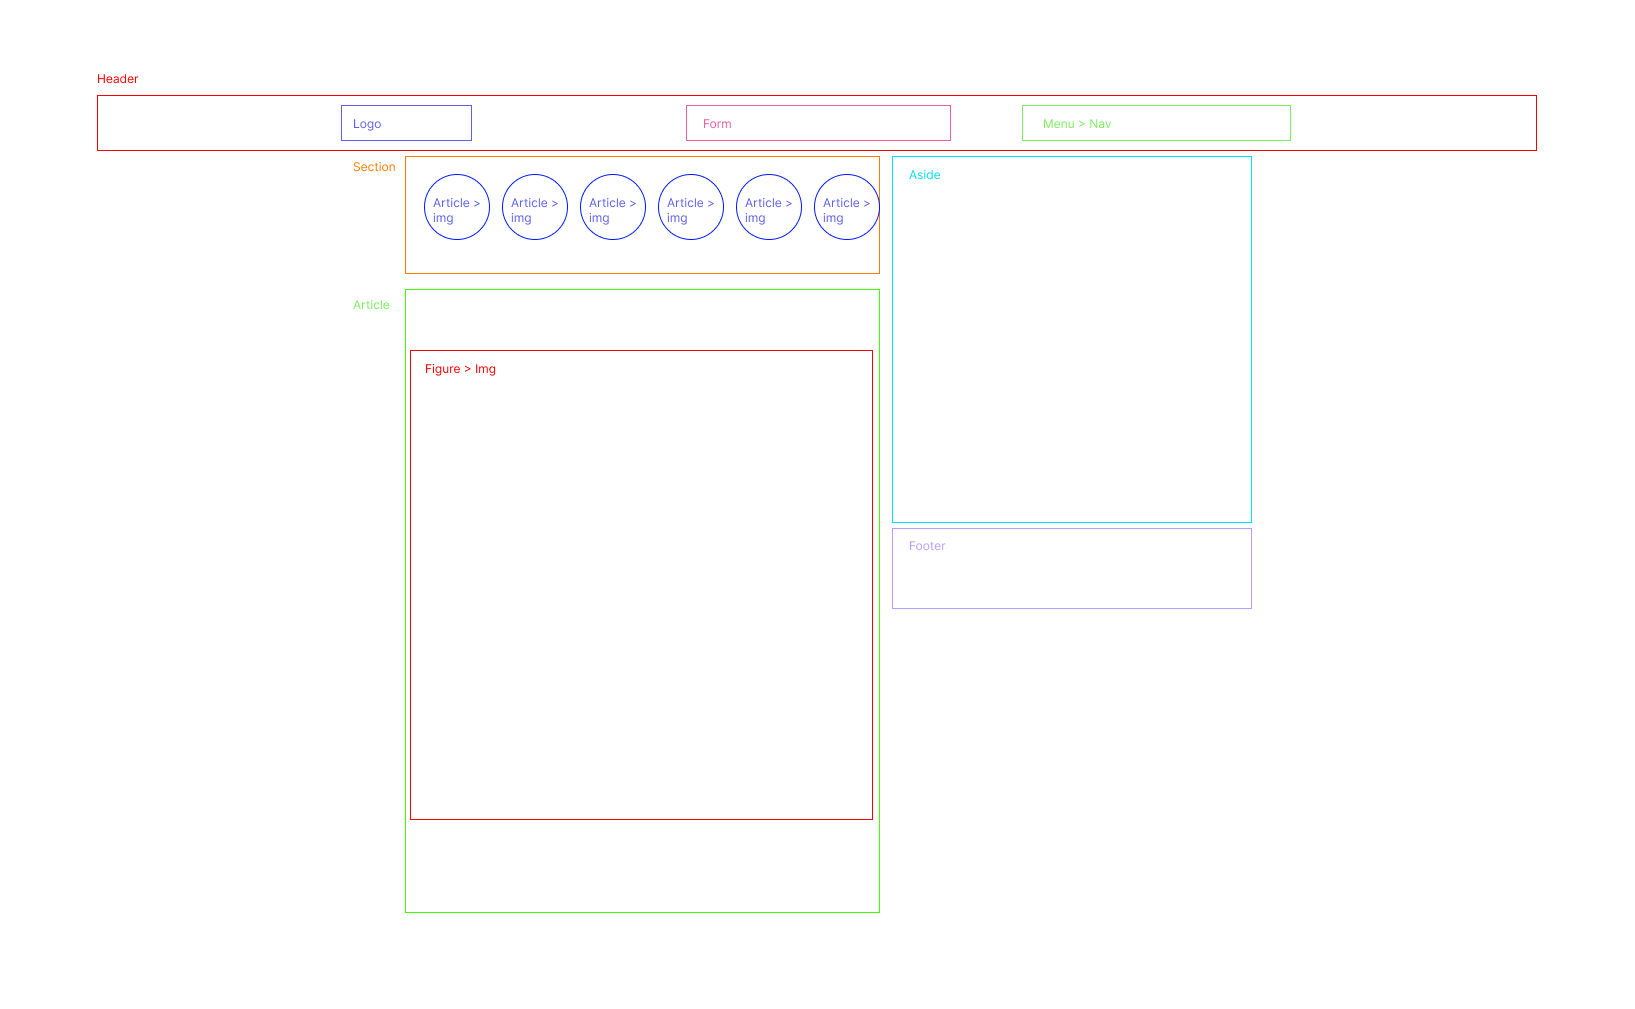 Header
Logo
Form
Menu > Nav
Section
Article >
img
Article >
img
Article >
img
Article >
img
Article >
img
Article >
img
Aside
Article
Figure > Img
Footer